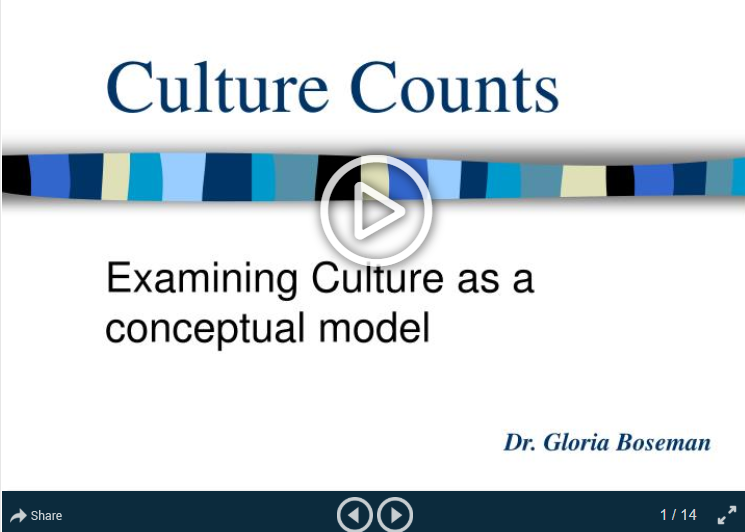 Culture Counts
Examining Culture as a
conceptual model
Dr. Gloria Boseman
Share
1 / 14